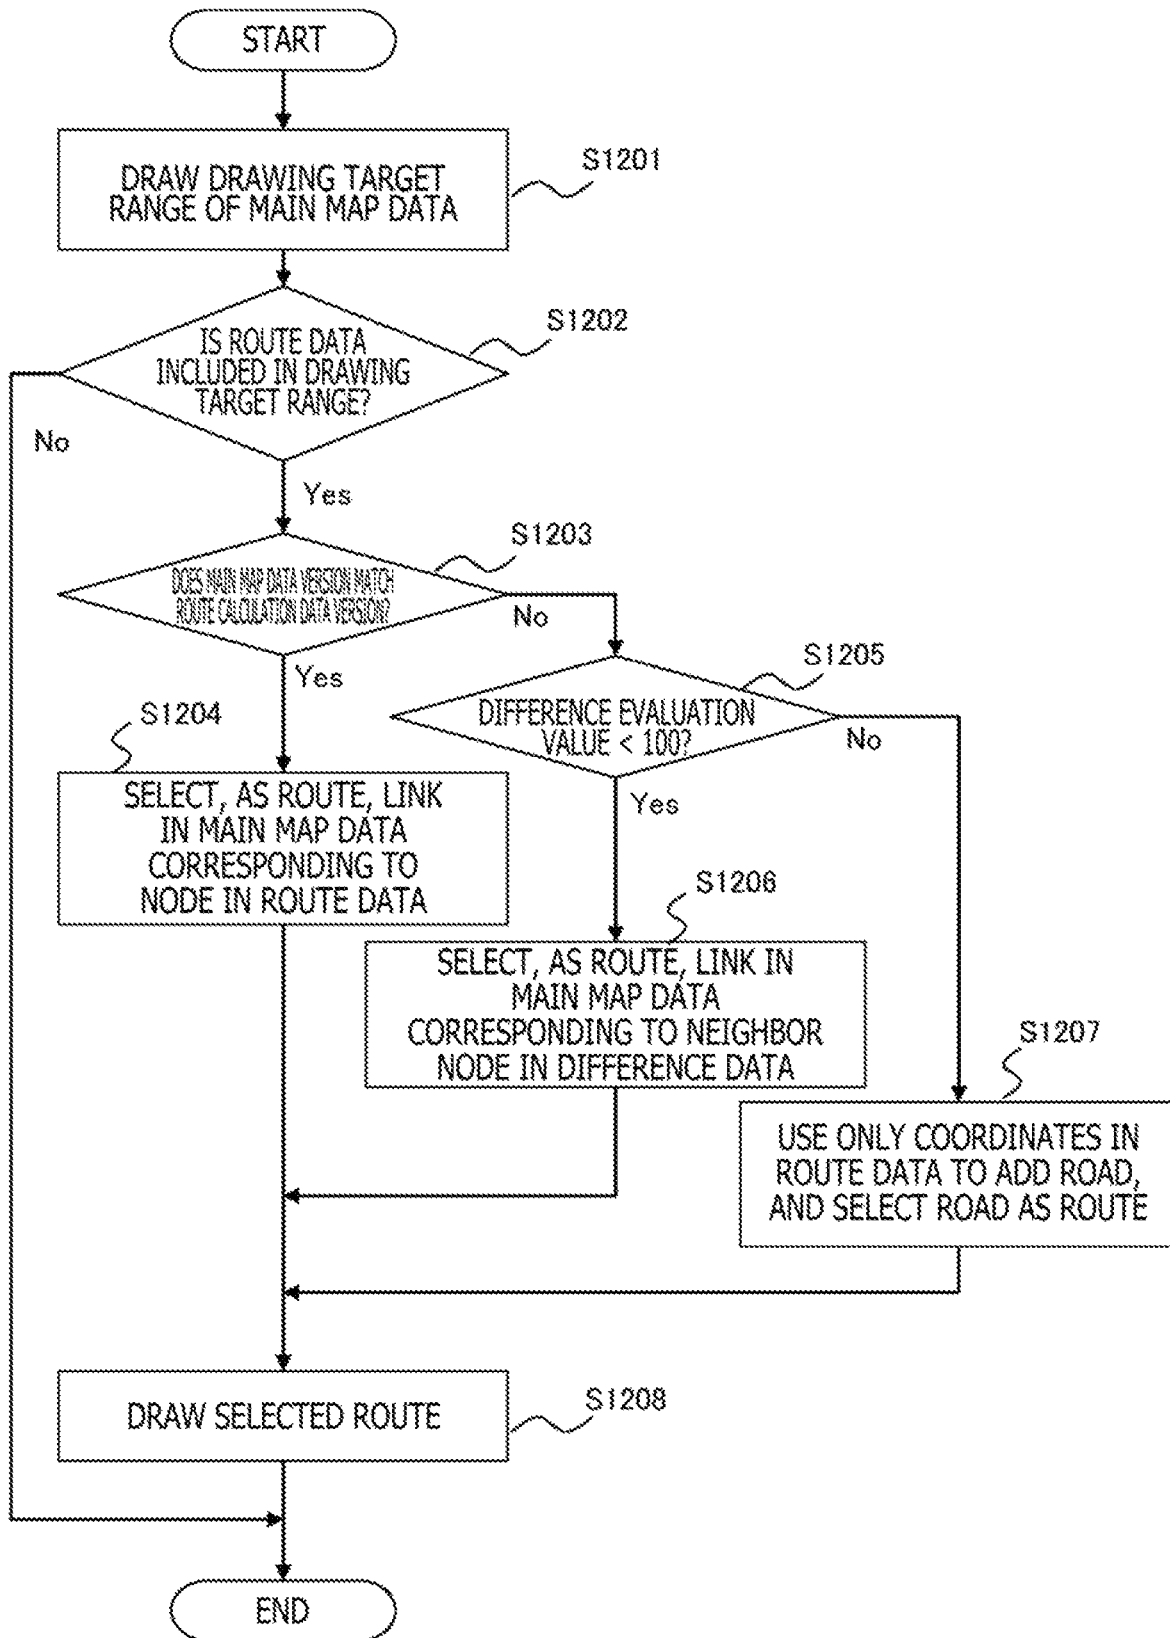 START
S1201
DRAW DRAWING TARGET
RANGE OF MAIN MAP DATA
S1202
IS ROUTE DATA
INCLUDED IN DRAWING
TARGET RANGE?
No
Yes
S1203
DOES MAIN MAP DATA VERSION MATCH
ROUTE CALCULATION DATA VERSION?
No
Yes
S1205
DIFFERENCE EVALUATION
VALUE < 100?
No
Yes
S1204
SELECT, AS ROUTE, LINK
IN MAIN MAP DATA
CORRESPONDING TO
NODE IN ROUTE DATA
S1206
SELECT, AS ROUTE, LINK IN
MAIN MAP DATA
CORRESPONDING TO NEIGHBOR
NODE IN DIFFERENCE DATA
S1207
USE ONLY COORDINATES IN
ROUTE DATA TO ADD ROAD,
AND SELECT ROAD AS ROUTE
S1208
DRAW SELECTED ROUTE
END